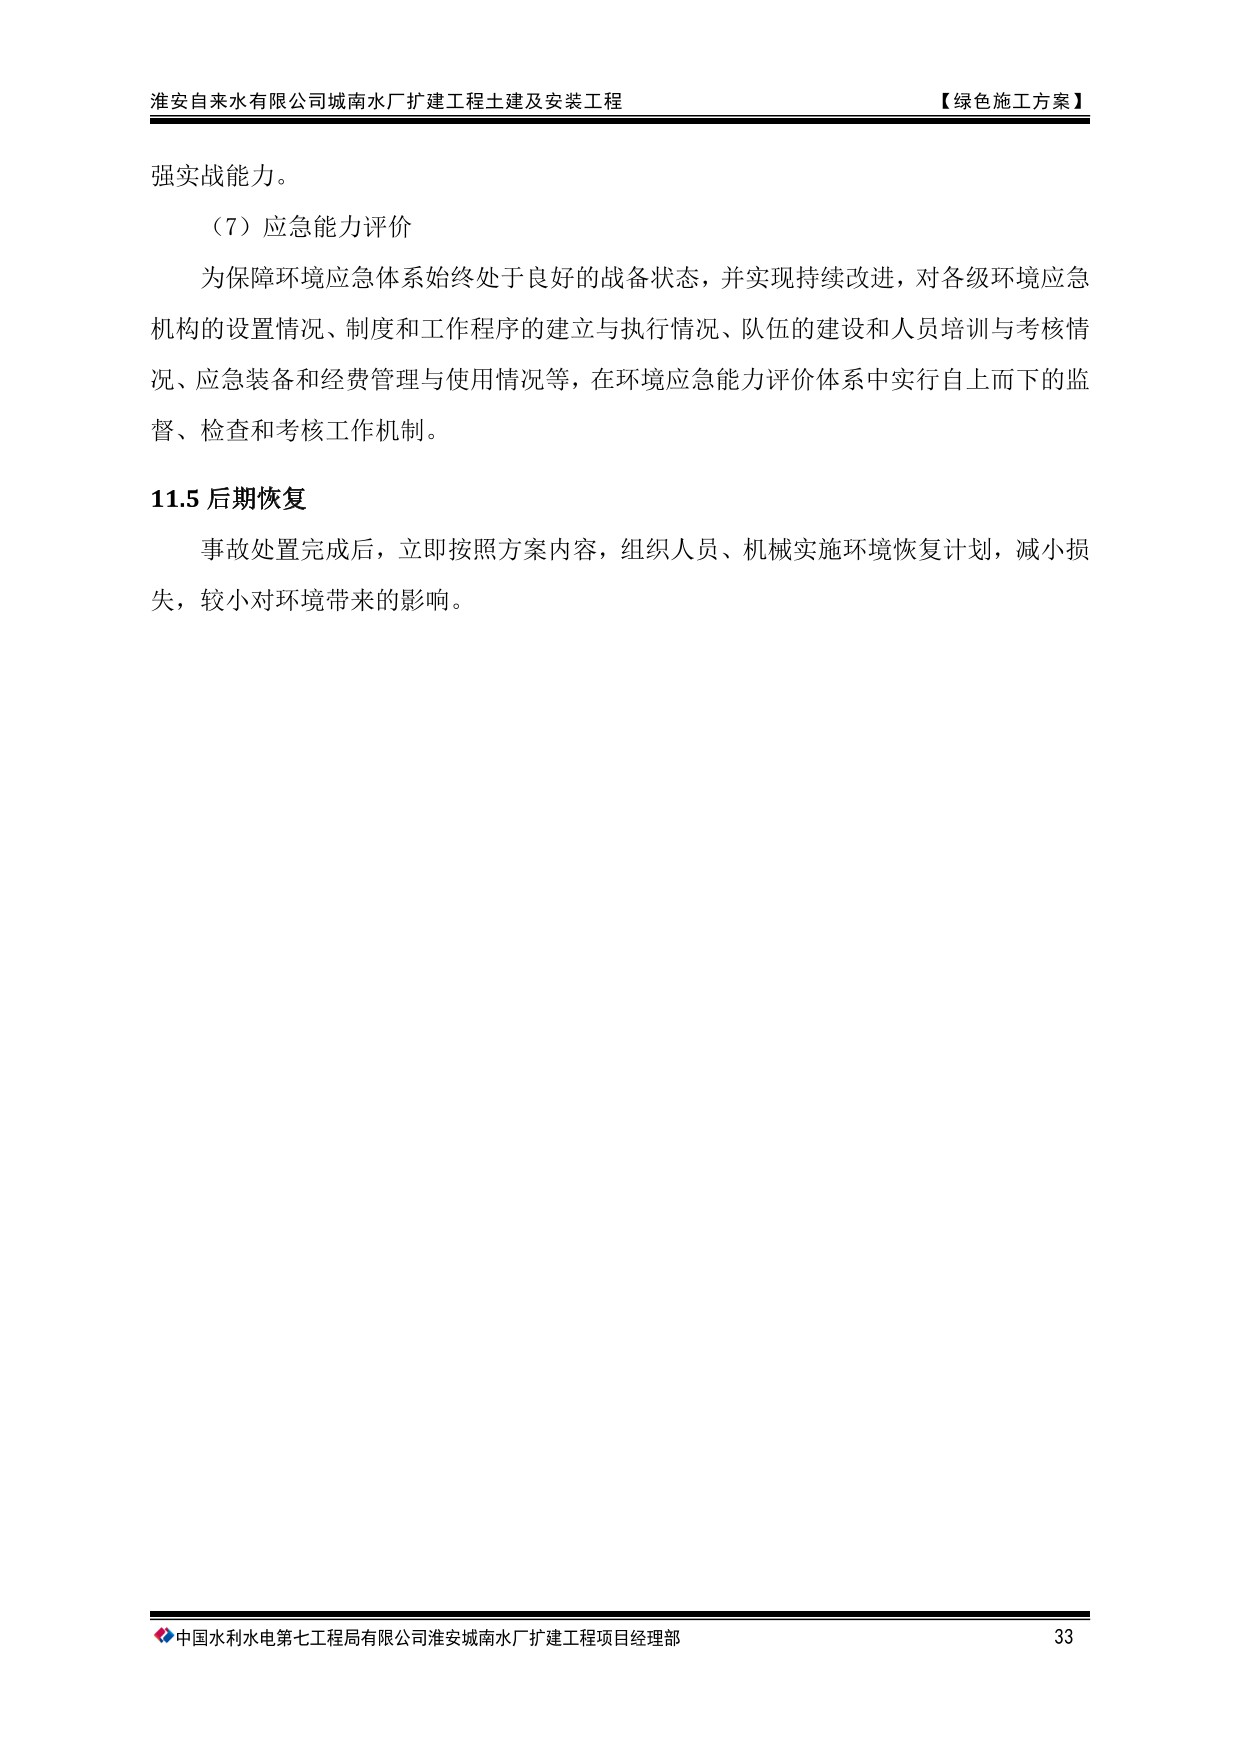 淮安自来水有限公司城南水厂扩建工程土建及安装工程 【绿色施工方案】
强实战能力。
（7）应急能力评价
为保障环境应急体系始终处于良好的战备状态，并实现持续改进，对各级环境应急
机构的设置情况、制度和工作程序的建立与执行情况、队伍的建设和人员培训与考核情
况、应急装备和经费管理与使用情况等，在环境应急能力评价体系中实行自上而下的监
督、检查和考核工作机制。
11.5 后期恢复
事故处置完成后，立即按照方案内容，组织人员、机械实施环境恢复计划，减小损
失，较小对环境带来的影响。
中国水利水电第七工程局有限公司淮安城南水厂扩建工程项目经理部 33